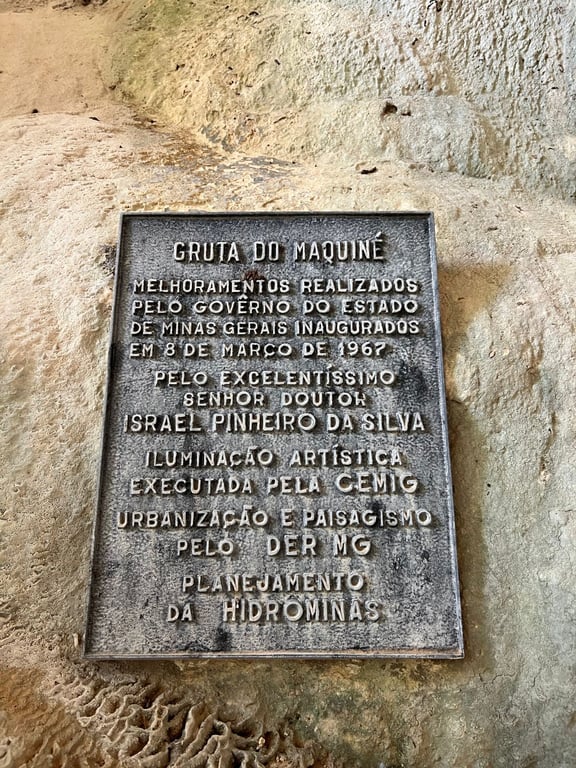 GRUTA DO MAQUINÉ
MELHORAMENTOS REALIZADOS
PELO GOVÊRNO DO ESTADO
DE MINAS GERAIS INAUGURADOS
EM 8 DE MARÇO DE 1967
PELO EXCELENTÍSSIMO
SENHOR DOUTOR
ISRAEL PINHEIRO DA SILVA
ILUMINAÇÃO ARTÍSTICA
EXECUTADA PELA CEMIG
URBANIZAÇÃO E PAISAGISMO
PELO DER MG
PLANEJAMENTO
DA HIDROMINAS